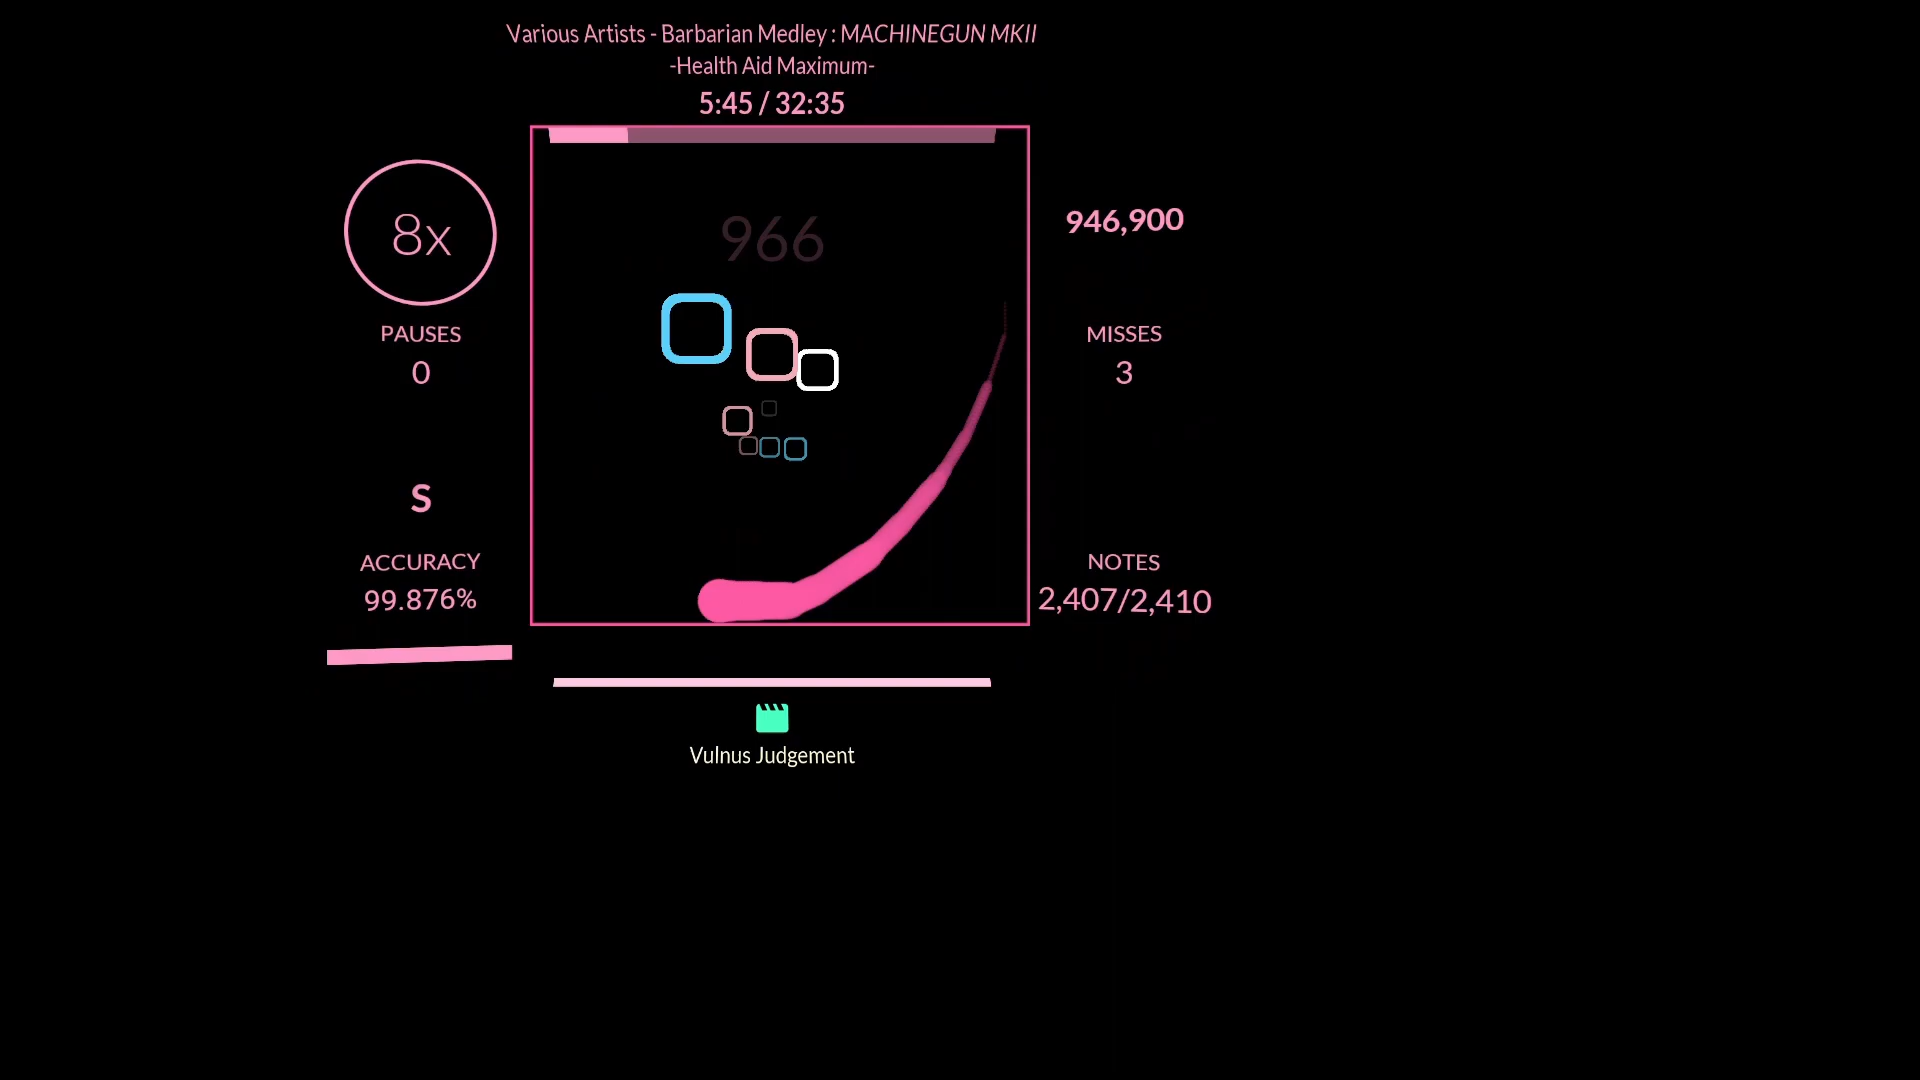 Various Artists - Barbarian Medley : MACHINEGUN MKII
-Health Aid Maximum-
5:45 / 32:35
8x
966
946,900
PAUSES
0
MISSES
3
S
ACCURACY
99.876%
NOTES
2,407/2,410
Vulnus Judgement